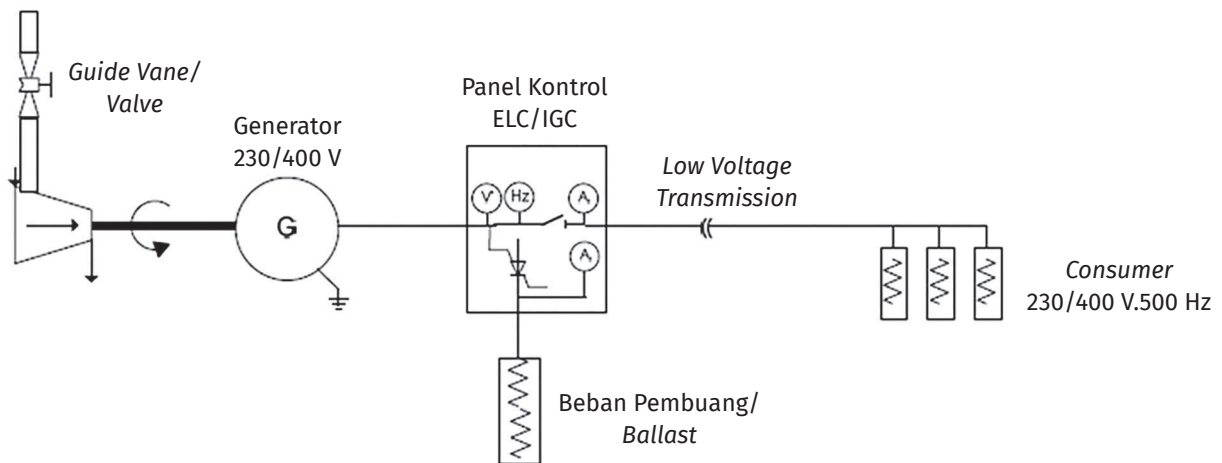 Guide Vane/
Valve
Generator
230/400 V
G
Panel Kontrol
ELC/IGC
V
Hz
A
A
Low Voltage
Transmission
Consumer
230/400 V.500 Hz
Beban Pembuang/
Ballast